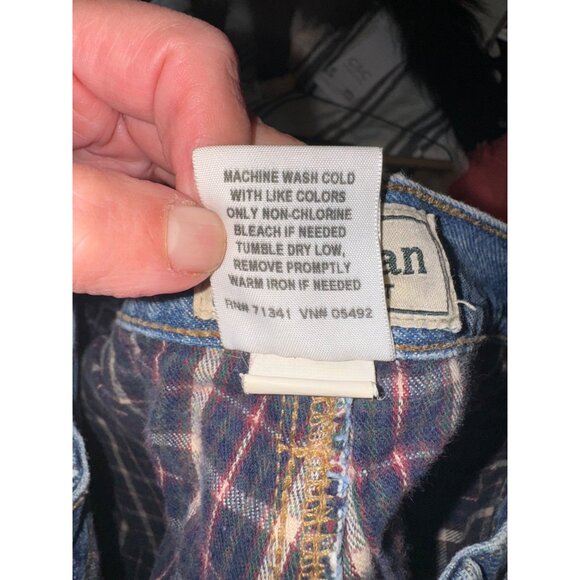 MACHINE WASH COLD
WITH LIKE COLORS
ONLY NON-CHLORINE
BLEACH IF NEEDED
TUMBLE DRY LOW,
REMOVE PROMPTLY
WARM IRON IF NEEDED
RN# 71341 VN# 05492